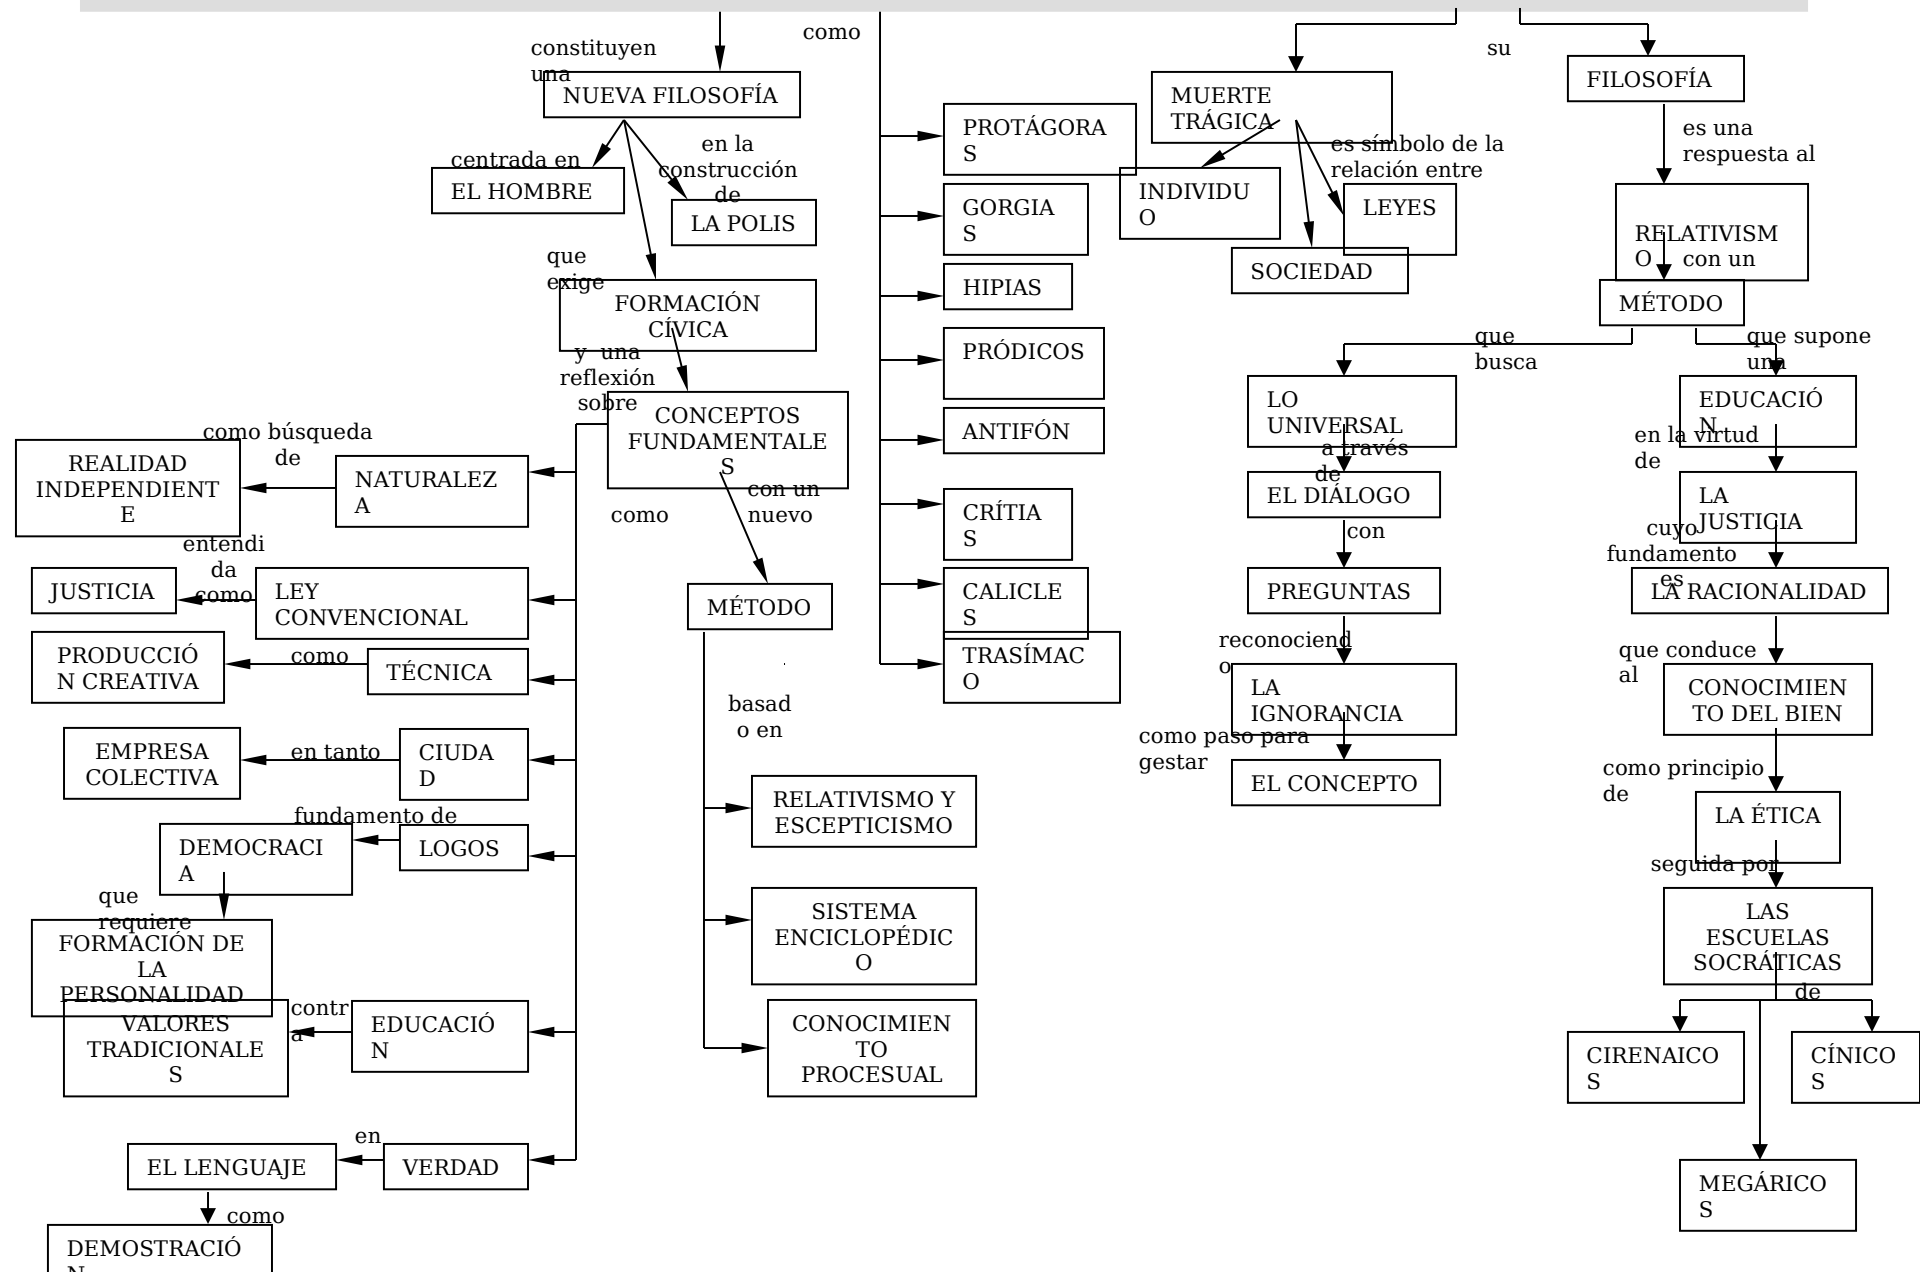 como
constituyen
una
NUEVA FILOSOFÍA
centrada en
EL HOMBRE
en la
construcción
de
LA POLIS
que
exige
FORMACIÓN
CÍVICA
y una
reflexión
sobre
CONCEPTOS
FUNDAMENTALE
S
como
con un
nuevo
como búsqueda
de
REALIDAD
INDEPENDIENT
E
NATURALEZ
A
entendi
da
como
JUSTICIA
LEY
CONVENCIONAL
PRODUCCIÓ
N CREATIVA
como
TÉCNICA
EMPRESA
COLECTIVA
en tanto
CIUDA
D
fundamento de
DEMOCRACI
A
LOGOS
que
requiere
FORMACIÓN DE
LA
PERSONALIDAD
VALORES
TRADICIONALE
S
contr
a
EDUCACIÓ
N
en
EL LENGUAJE
VERDAD
como
DEMOSTRACIÓ
N
MÉTODO
basad
o en
RELATIVISMO Y
ESCEPTICISMO
SISTEMA
ENCICLOPÉDIC
O
CONOCIMIEN
TO
PROCESUAL
PROTÁGORA
S
GORGIA
S
HIPIAS
PRÓDICOS
ANTIFÓN
CRÍTIA
S
CALICLE
S
TRASÍMAC
O
MUERTE
TRÁGICA
es símbolo de la
relación entre
INDIVIDU
O
LEYES
SOCIEDAD
su
FILOSOFÍA
es una
respuesta al
RELATIVISM
O
con un
MÉTODO
que
busca
LO
UNIVERSAL
a través
de
EL DIÁLOGO
con
PREGUNTAS
reconociend
o
LA
IGNORANCIA
como paso para
gestar
EL CONCEPTO
que supone
una
EDUCACIÓ
N
en la virtud
de
LA
JUSTICIA
cuyo
fundamento
es
LA RACIONALIDAD
que conduce
al
CONOCIMIEN
TO DEL BIEN
como principio
de
LA ÉTICA
seguida por
LAS
ESCUELAS
SOCRÁTICAS
de
CIRENAICO
S
CÍNICO
S
MEGÁRICO
S